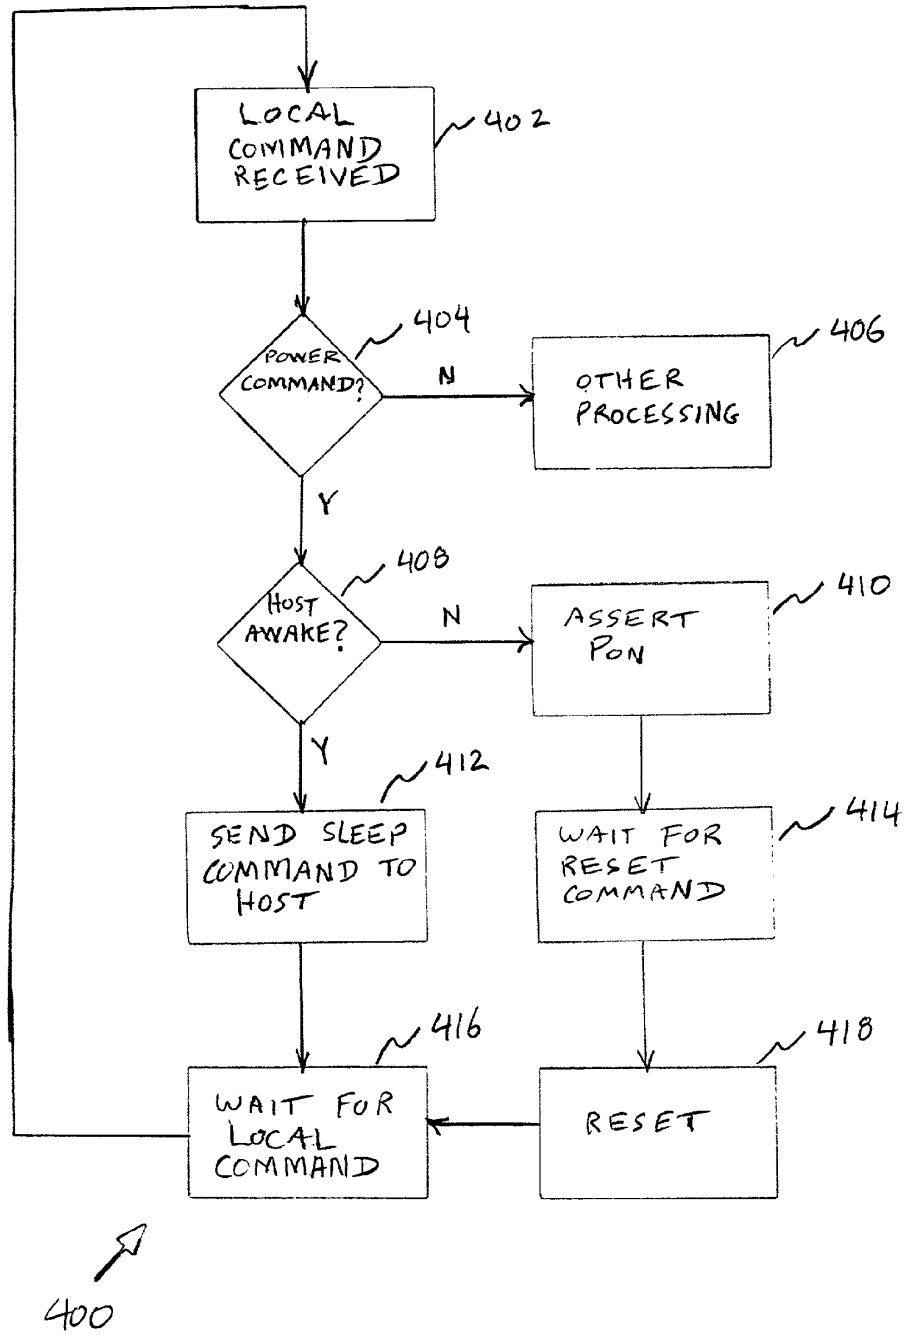 LOCAL
COMMAND
RECEIVED
402
POWER
COMMAND?
404
N
OTHER
PROCESSING
406
Y
HOST
AWAKE?
408
N
ASSERT
PON
410
Y
SEND SLEEP
COMMAND TO
HOST
412
WAIT FOR
RESET
COMMAND
414
WAIT FOR
LOCAL
COMMAND
416
RESET
418
400